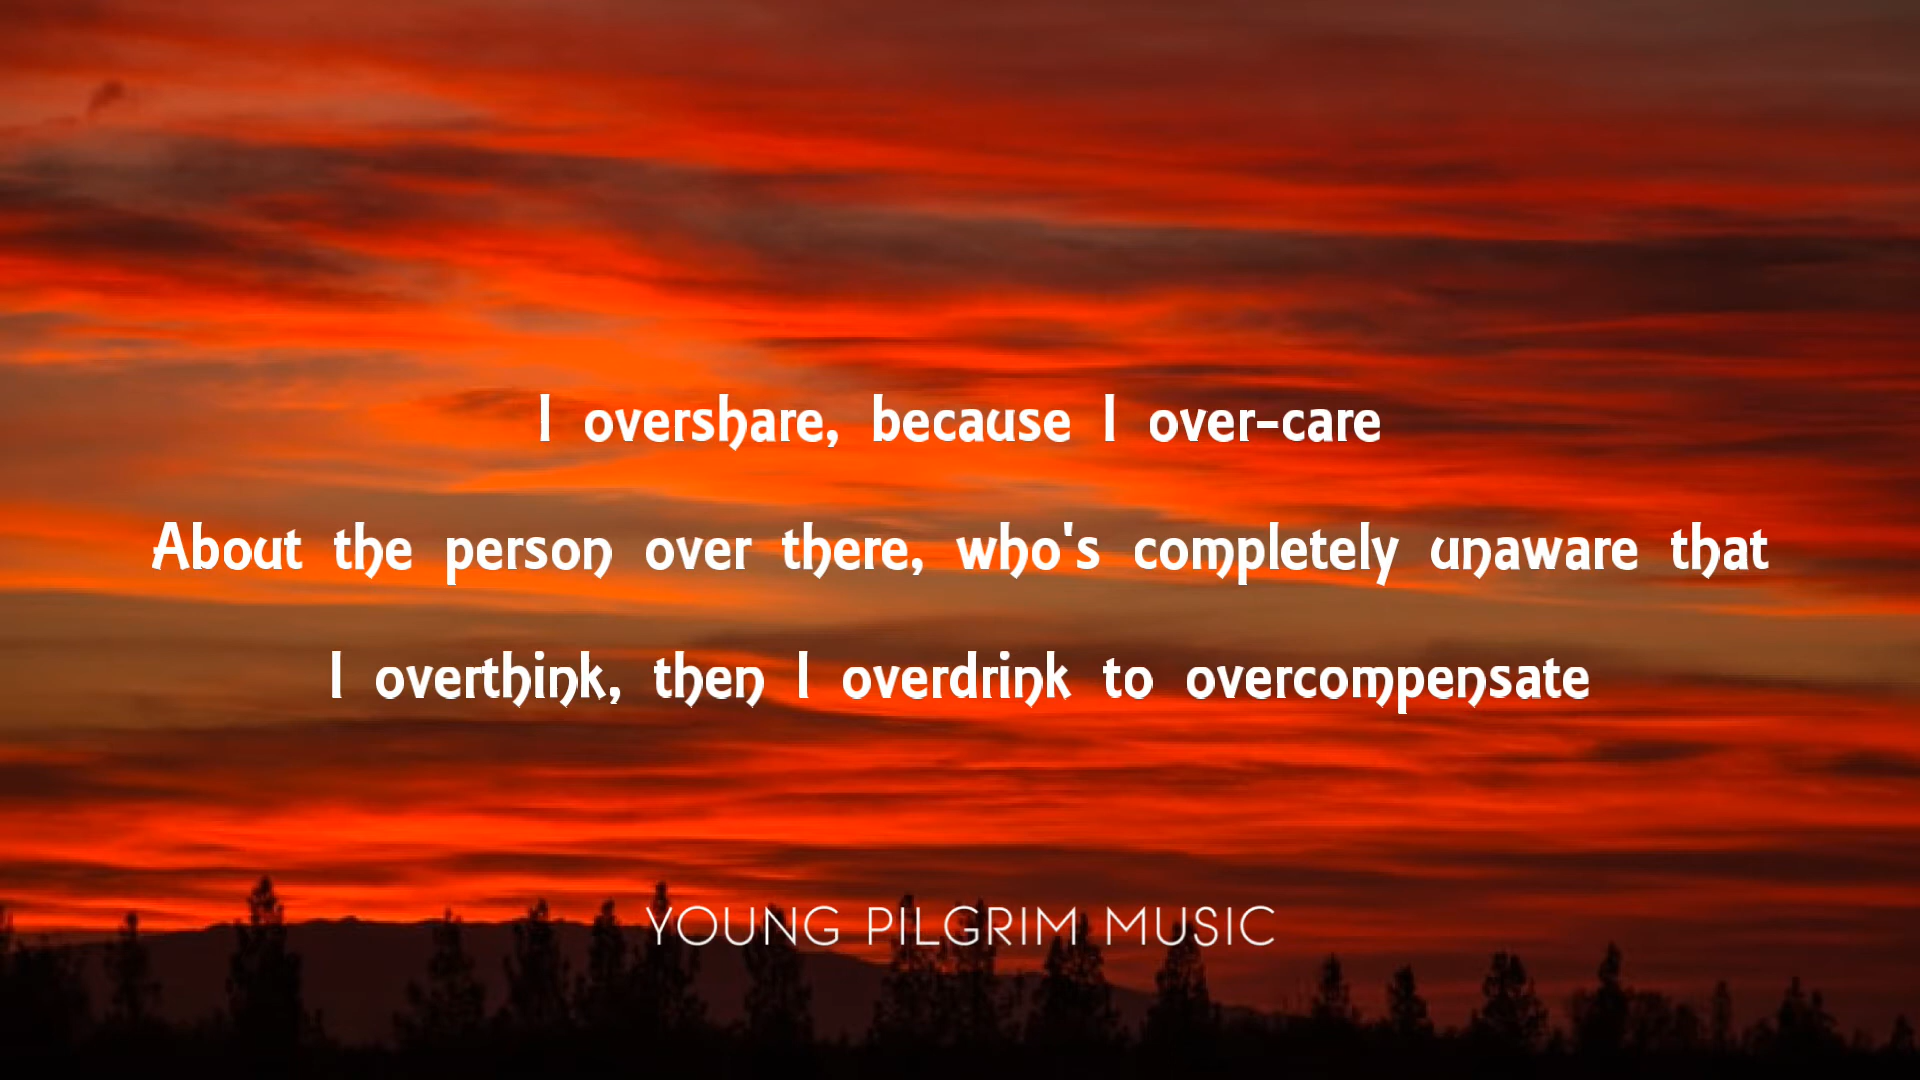 I overshare, because I over-care
About the person over there, who's completely unaware that
I overthink, then I overdrink to overcompensate
YOUNG PILGRIM MUSIC